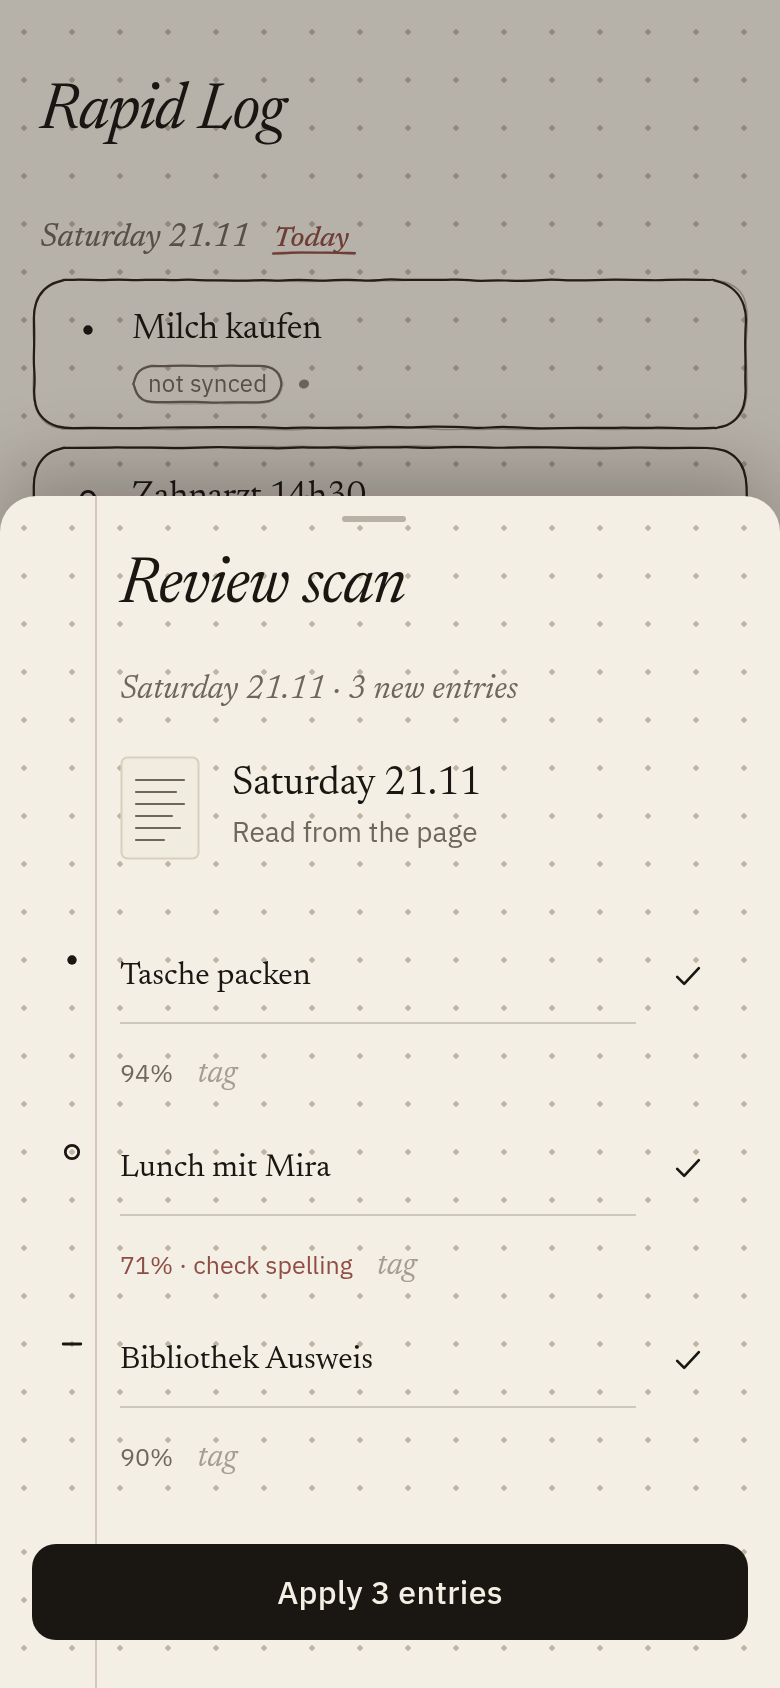 Rapid Log
Saturday 21.11 Today
Milch kaufen
not synced
Zahnarzt 14h30
Review scan
Saturday 21.11 · 3 new entries
Saturday 21.11
Read from the page
Tasche packen
94% tag
Lunch mit Mira
71% · check spelling tag
Bibliothek Ausweis
90% tag
Apply 3 entries